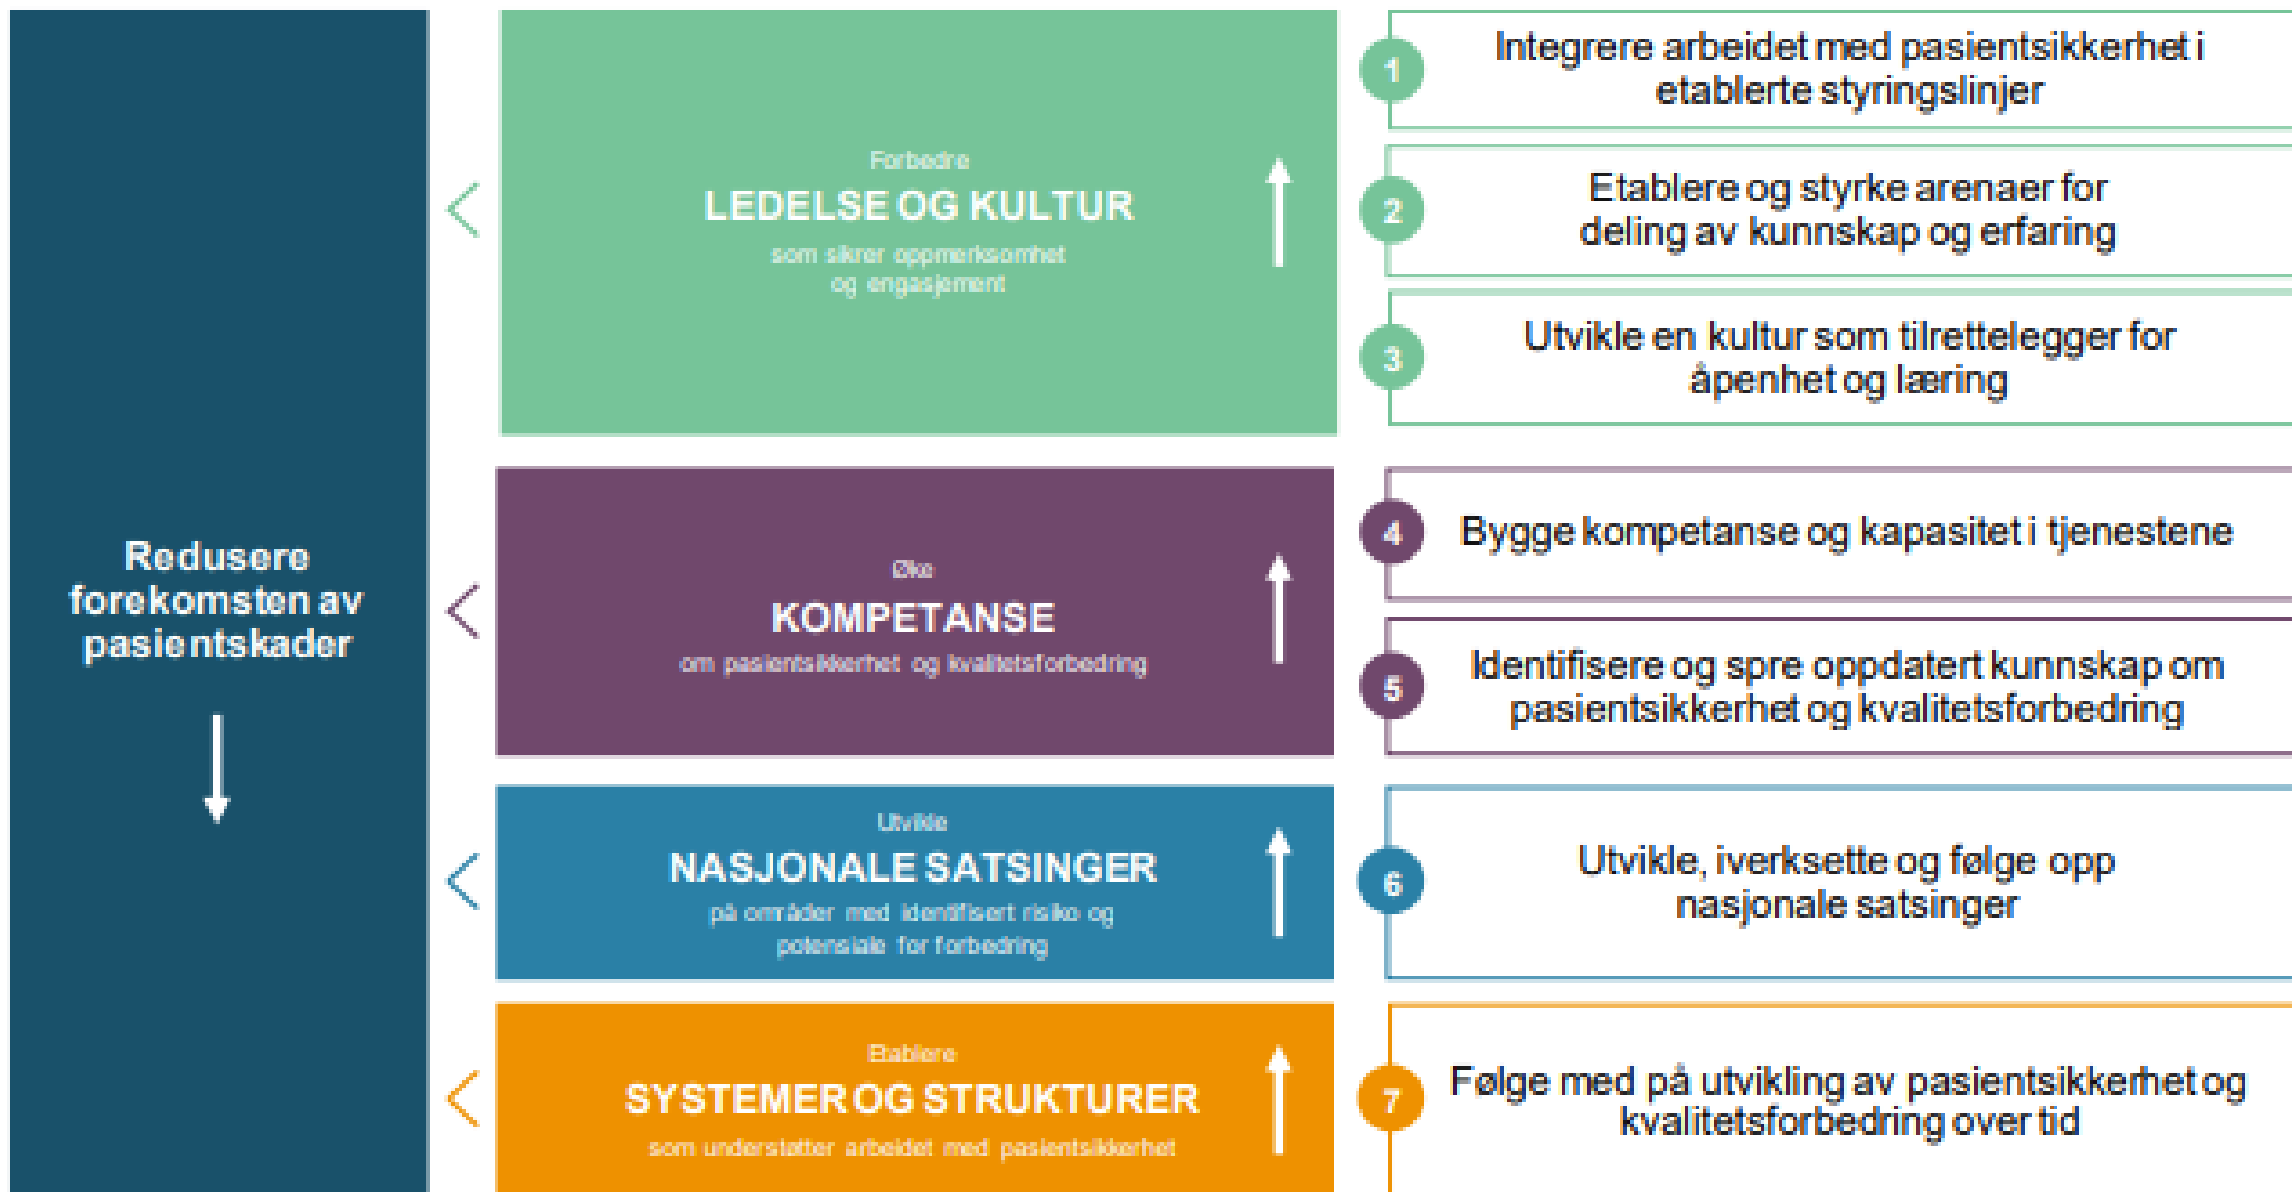 Redusere
forekomsten av
pasientskader
Forbedre
LEDELSE OG KULTUR
som sikrer oppmerksomhet
og engasjement
1
Integrere arbeidet med pasientsikkerhet i
etablerte styringslinjer
2
Etablere og styrke arenaer for
deling av kunnskap og erfaring
3
Utvikle en kultur som tilrettelegger for
åpenhet og læring
Øke
KOMPETANSE
om pasientsikkerhet og kvalitetsforbedring
4
Bygge kompetanse og kapasitet i tjenestene
5
Identifisere og spre oppdatert kunnskap om
pasientsikkerhet og kvalitetsforbedring
Utvikle
NASJONALE SATSINGER
på områder med identifisert risiko og
potensiale for forbedring
6
Utvikle, iverksette og følge opp
nasjonale satsinger
Etablere
SYSTEMER OG STRUKTURER
som understøtter arbeidet med pasientsikkerhet
7
Følge med på utvikling av pasientsikkerhet og
kvalitetsforbedring over tid